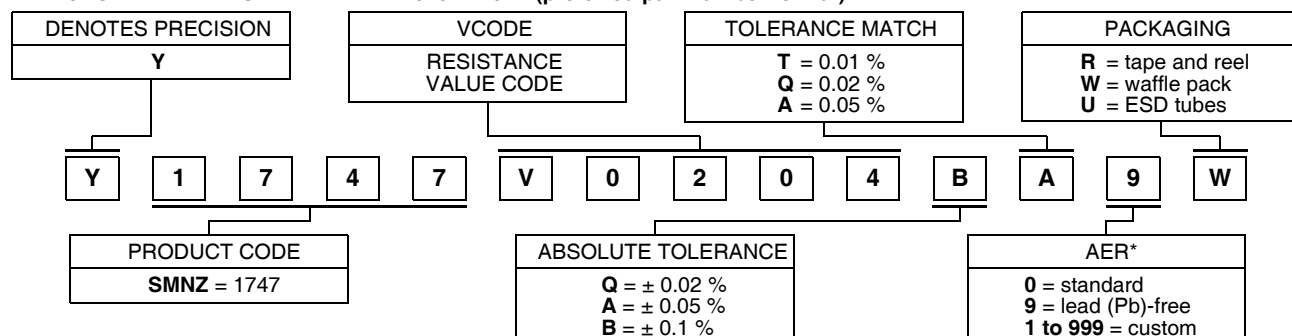 DENOTES PRECISION
Y
VCODE
RESISTANCE
VALUE CODE
TOLERANCE MATCH
T = 0.01 %
Q = 0.02 %
A = 0.05 %
PACKAGING
R = tape and reel
W = waffle pack
U = ESD tubes
Y 1 7 4 7 V 0 2 0 4 B A 9 W
PRODUCT CODE
SMNZ = 1747
ABSOLUTE TOLERANCE
Q = ± 0.02 %
A = ± 0.05 %
B = ± 0.1 %
AER*
0 = standard
9 = lead (Pb)-free
1 to 999 = custom